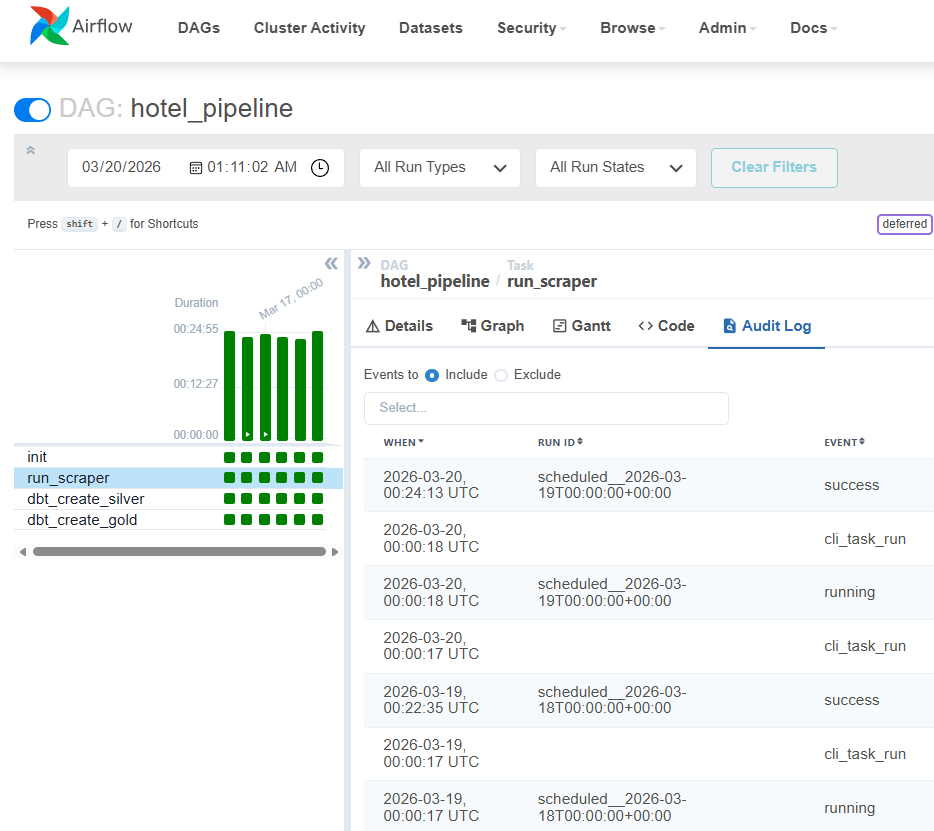 Airflow
DAGs Cluster Activity Datasets Security Browse Admin Docs
DAG: hotel_pipeline
03/20/2026 01:11:02 AM All Run Types All Run States Clear Filters
Press shift + / for Shortcuts
deferred
Duration
Mar 17, 00:00
00:24:55
00:12:27
00:00:00
init
run_scraper
dbt_create_silver
dbt_create_gold
DAG Task
hotel_pipeline / run_scraper
Details Graph Gantt Code Audit Log
Events to Include Exclude
Select...
WHEN RUN ID EVENT
2026-03-20, 00:24:13 UTC scheduled__2026-03-19T00:00:00+00:00 success
2026-03-20, 00:00:18 UTC cli_task_run
2026-03-20, 00:00:18 UTC scheduled__2026-03-19T00:00:00+00:00 running
2026-03-20, 00:00:17 UTC cli_task_run
2026-03-19, 00:22:35 UTC scheduled__2026-03-18T00:00:00+00:00 success
2026-03-19, 00:00:17 UTC cli_task_run
2026-03-19, 00:00:17 UTC scheduled__2026-03-18T00:00:00+00:00 running